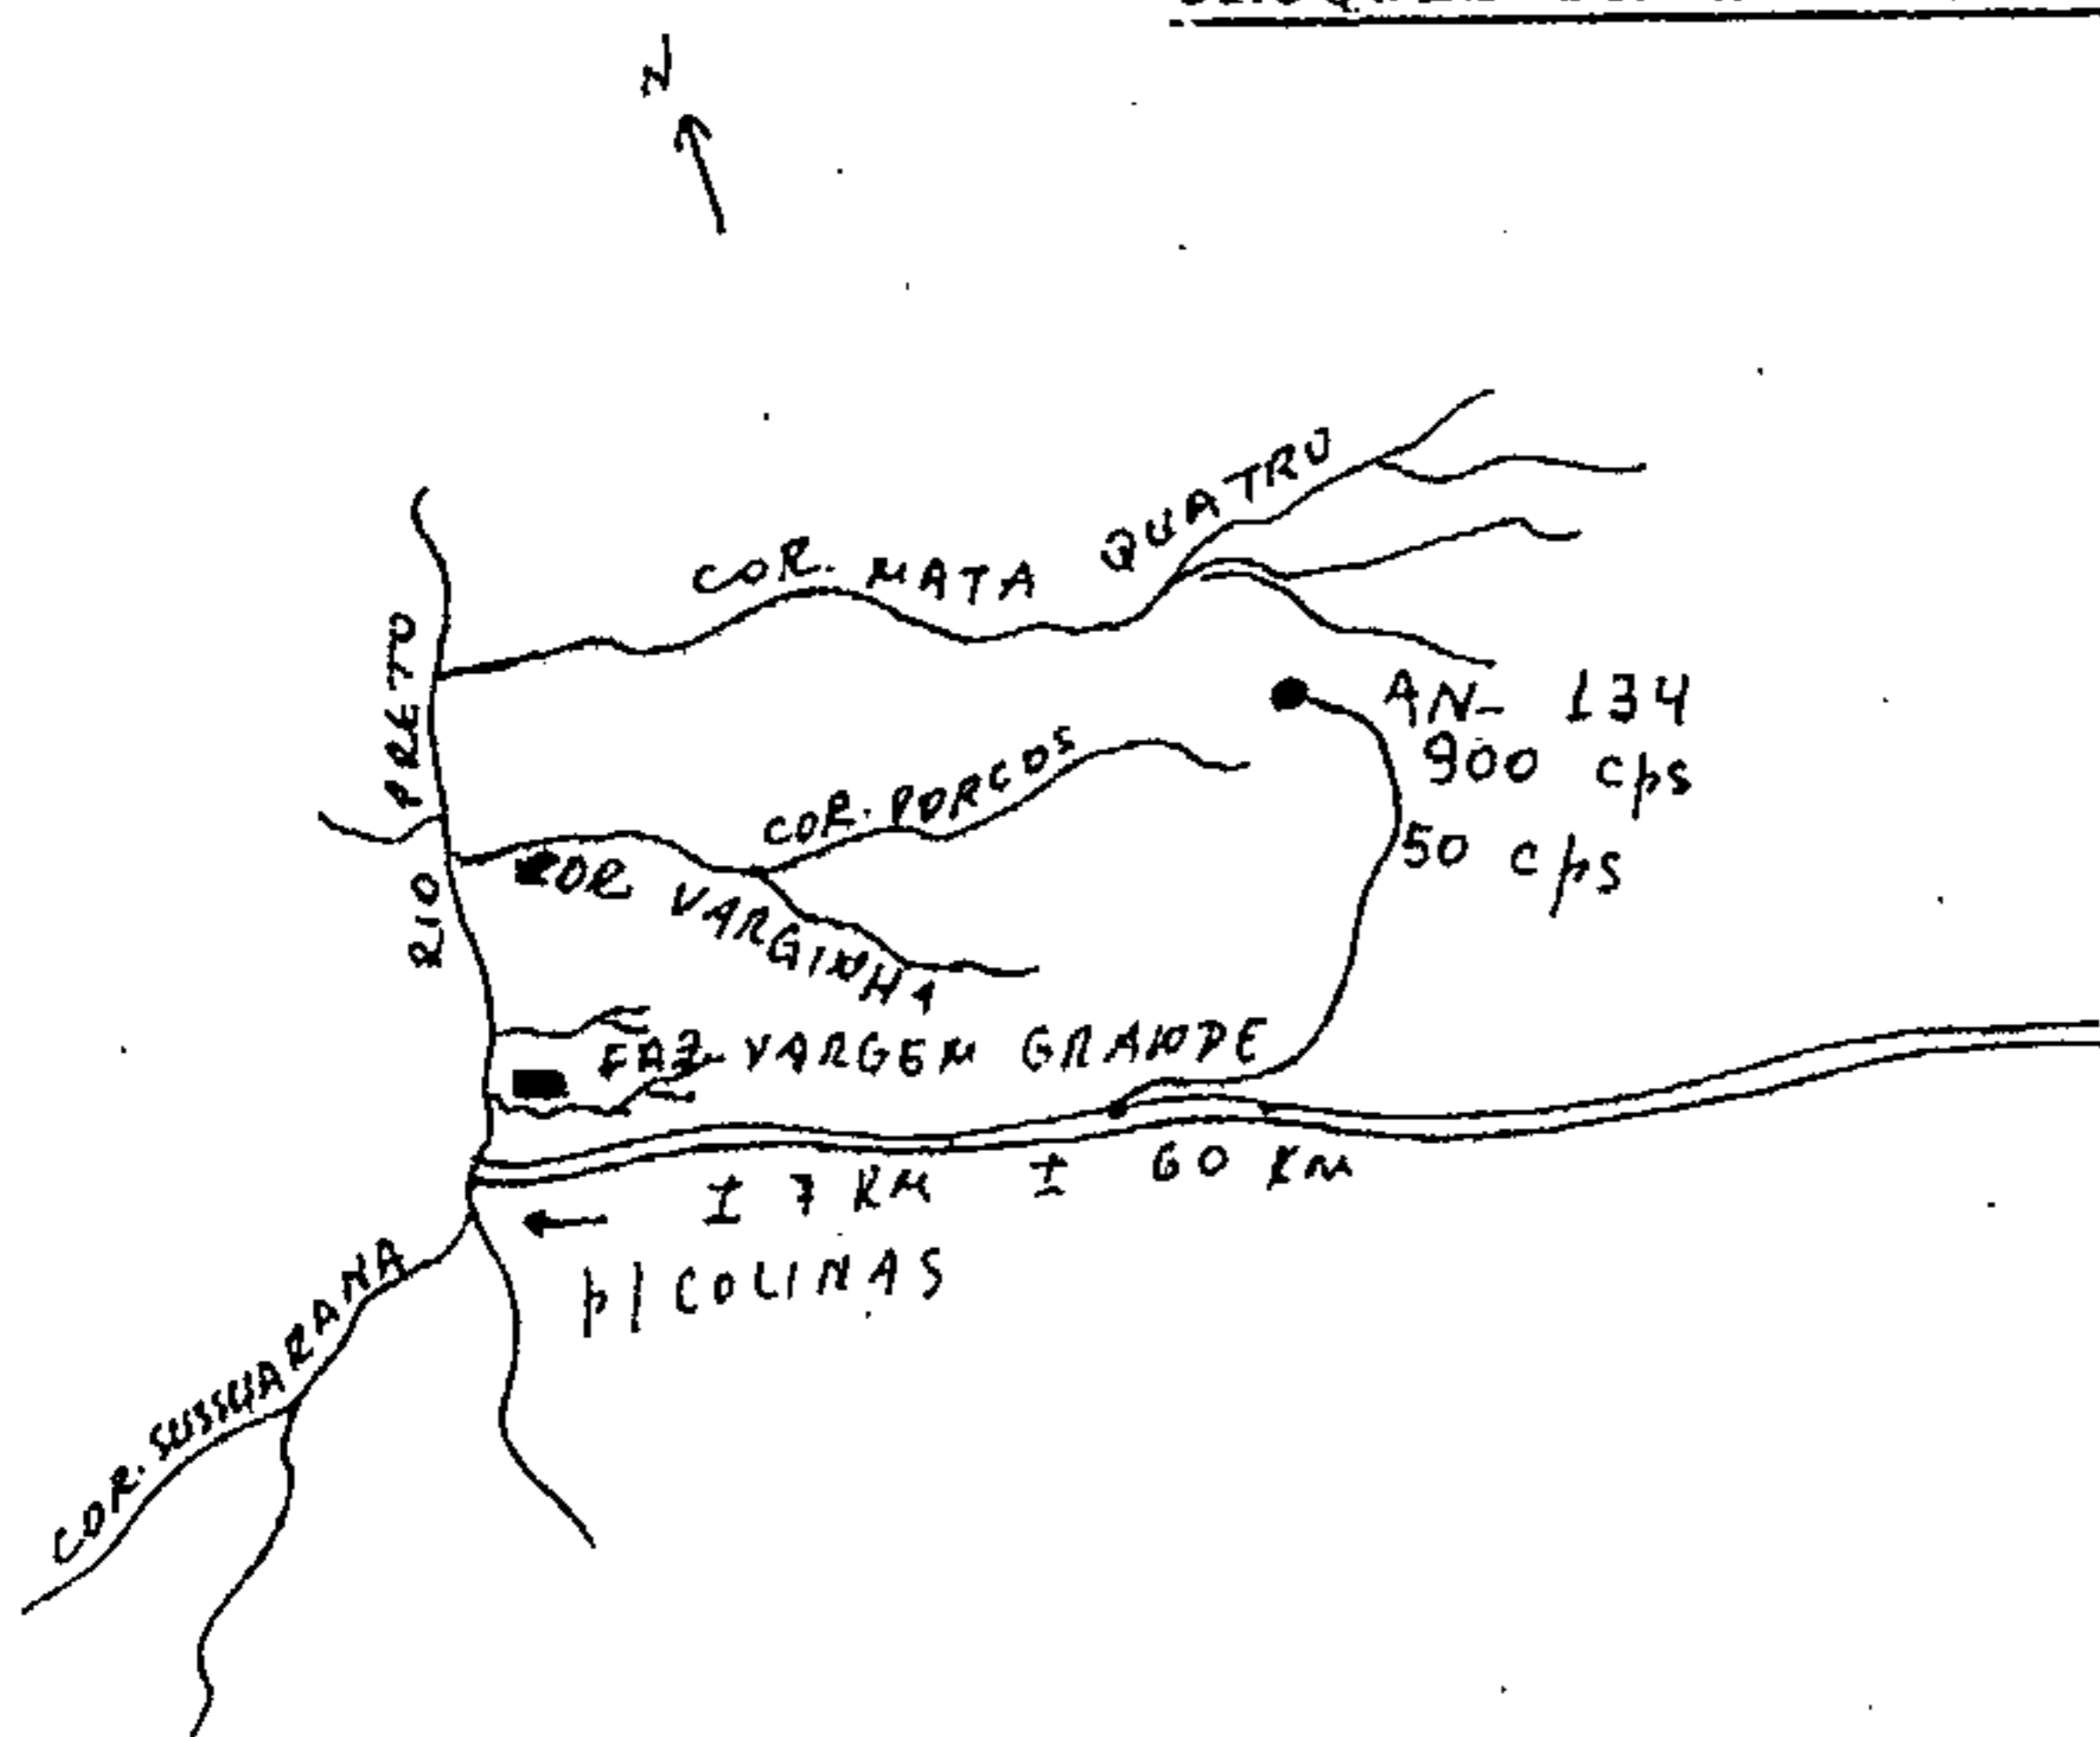 N
COR. MATA QUATRO
RIO PRETO
AN- 134
900 cps
50 cps
COR. PORCOS
COR VARGINHA
FAZ. VARGEM GRANDE
± 7 KM
± 60 KM
p/ COLINAS
COR. SUSSUARANA